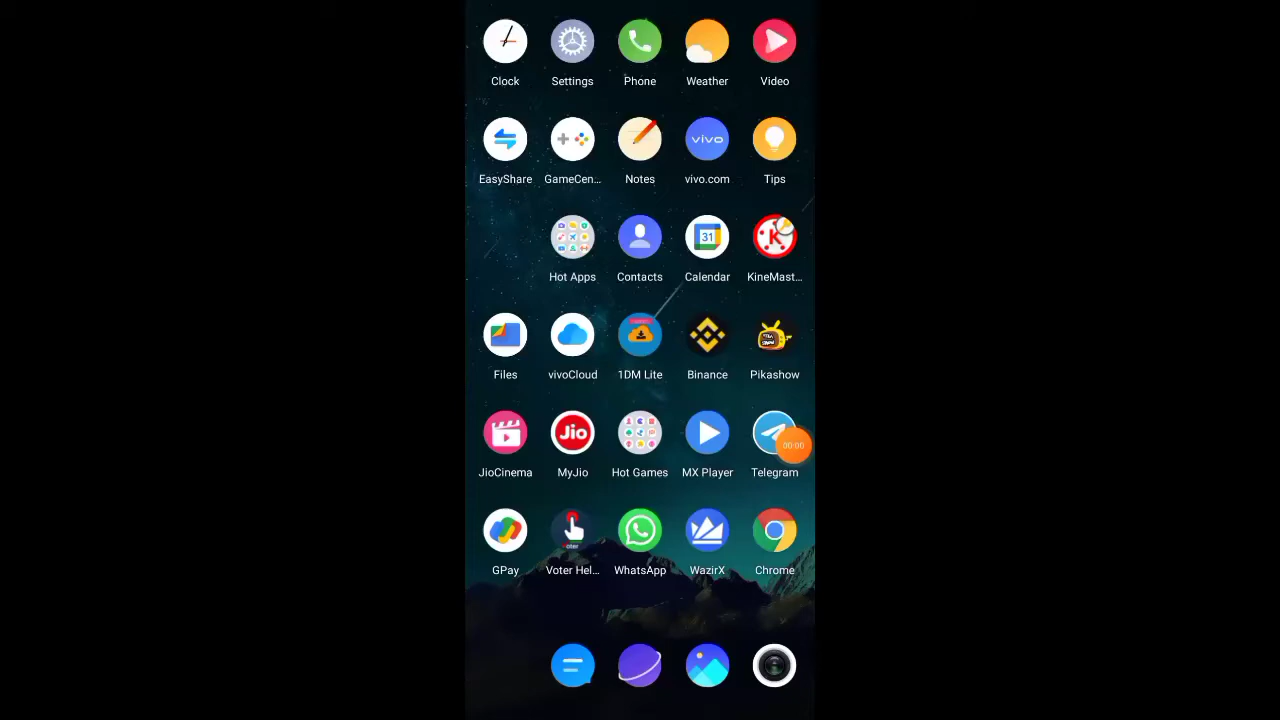 Clock Settings Phone Weather Video
vivo
EasyShare GameCen... Notes vivo.com Tips
31
K
Hot Apps Contacts Calendar KineMast...
Files vivoCloud 1DM Lite Binance Pikashow
Jio
00:00
JioCinema MyJio Hot Games MX Player Telegram
GPay Voter Hel... WhatsApp WazirX Chrome